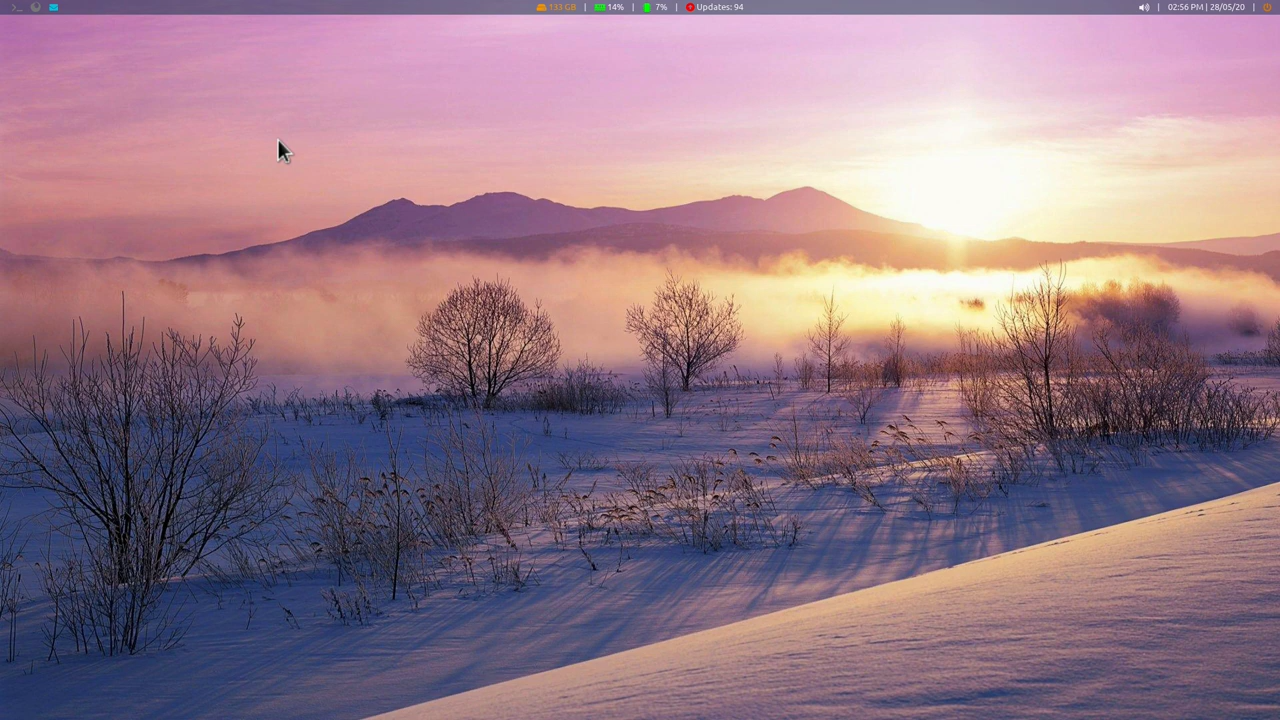 >_ 133 GB | 14% | 7% | Updates: 94 | 02:56 PM | 28/05/20 |